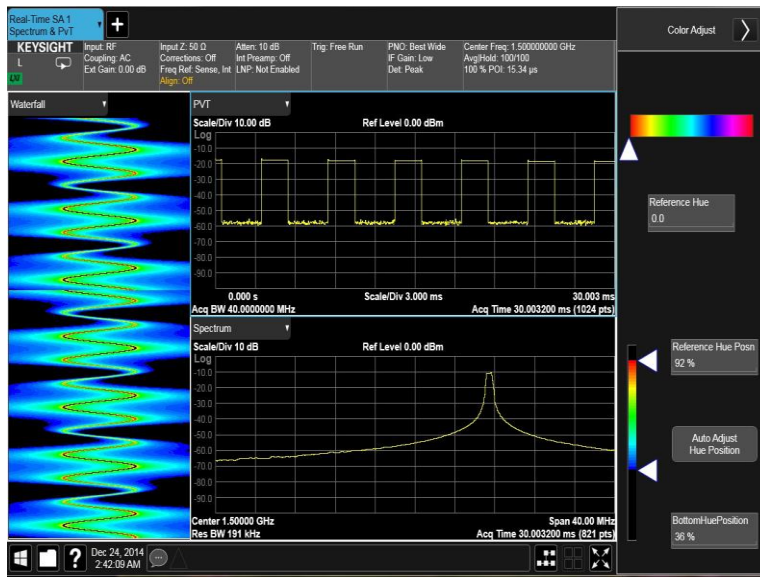 Real-Time SA 1
Spectrum & PvT
+
Color Adjust
KEYSIGHT
L
LXI
Input: RF
Coupling: AC
Ext Gain: 0.00 dB
Input Z: 50 Ω
Corrections: Off
Freq Ref: Sense, Int
Align: Off
Atten: 10 dB
Int Preamp: Off
LNP: Not Enabled
Trig: Free Run
PNO: Best Wide
IF Gain: Low
Det: Peak
Center Freq: 1.500000000 GHz
Avg|Hold: 100/100
100 % POI: 15.34 µs
Waterfall
PVT
Scale/Div 10.00 dB
Ref Level 0.00 dBm
Log
-10.0
-20.0
-30.0
-40.0
-50.0
-60.0
-70.0
-80.0
-90.0
0.000 s
Scale/Div 3.000 ms
30.003 ms
Acq BW 40.0000000 MHz
Acq Time 30.003200 ms (1024 pts)
Spectrum
Scale/Div 10 dB
Ref Level 0.00 dBm
Log
-10.0
-20.0
-30.0
-40.0
-50.0
-60.0
-70.0
-80.0
-90.0
Center 1.50000 GHz
Span 40.00 MHz
Res BW 191 kHz
Acq Time 30.003200 ms (821 pts)
Reference Hue
0.0
Reference Hue Posn
92 %
Auto Adjust
Hue Position
BottomHuePosition
36 %
?
Dec 24, 2014
2:42:09 AM